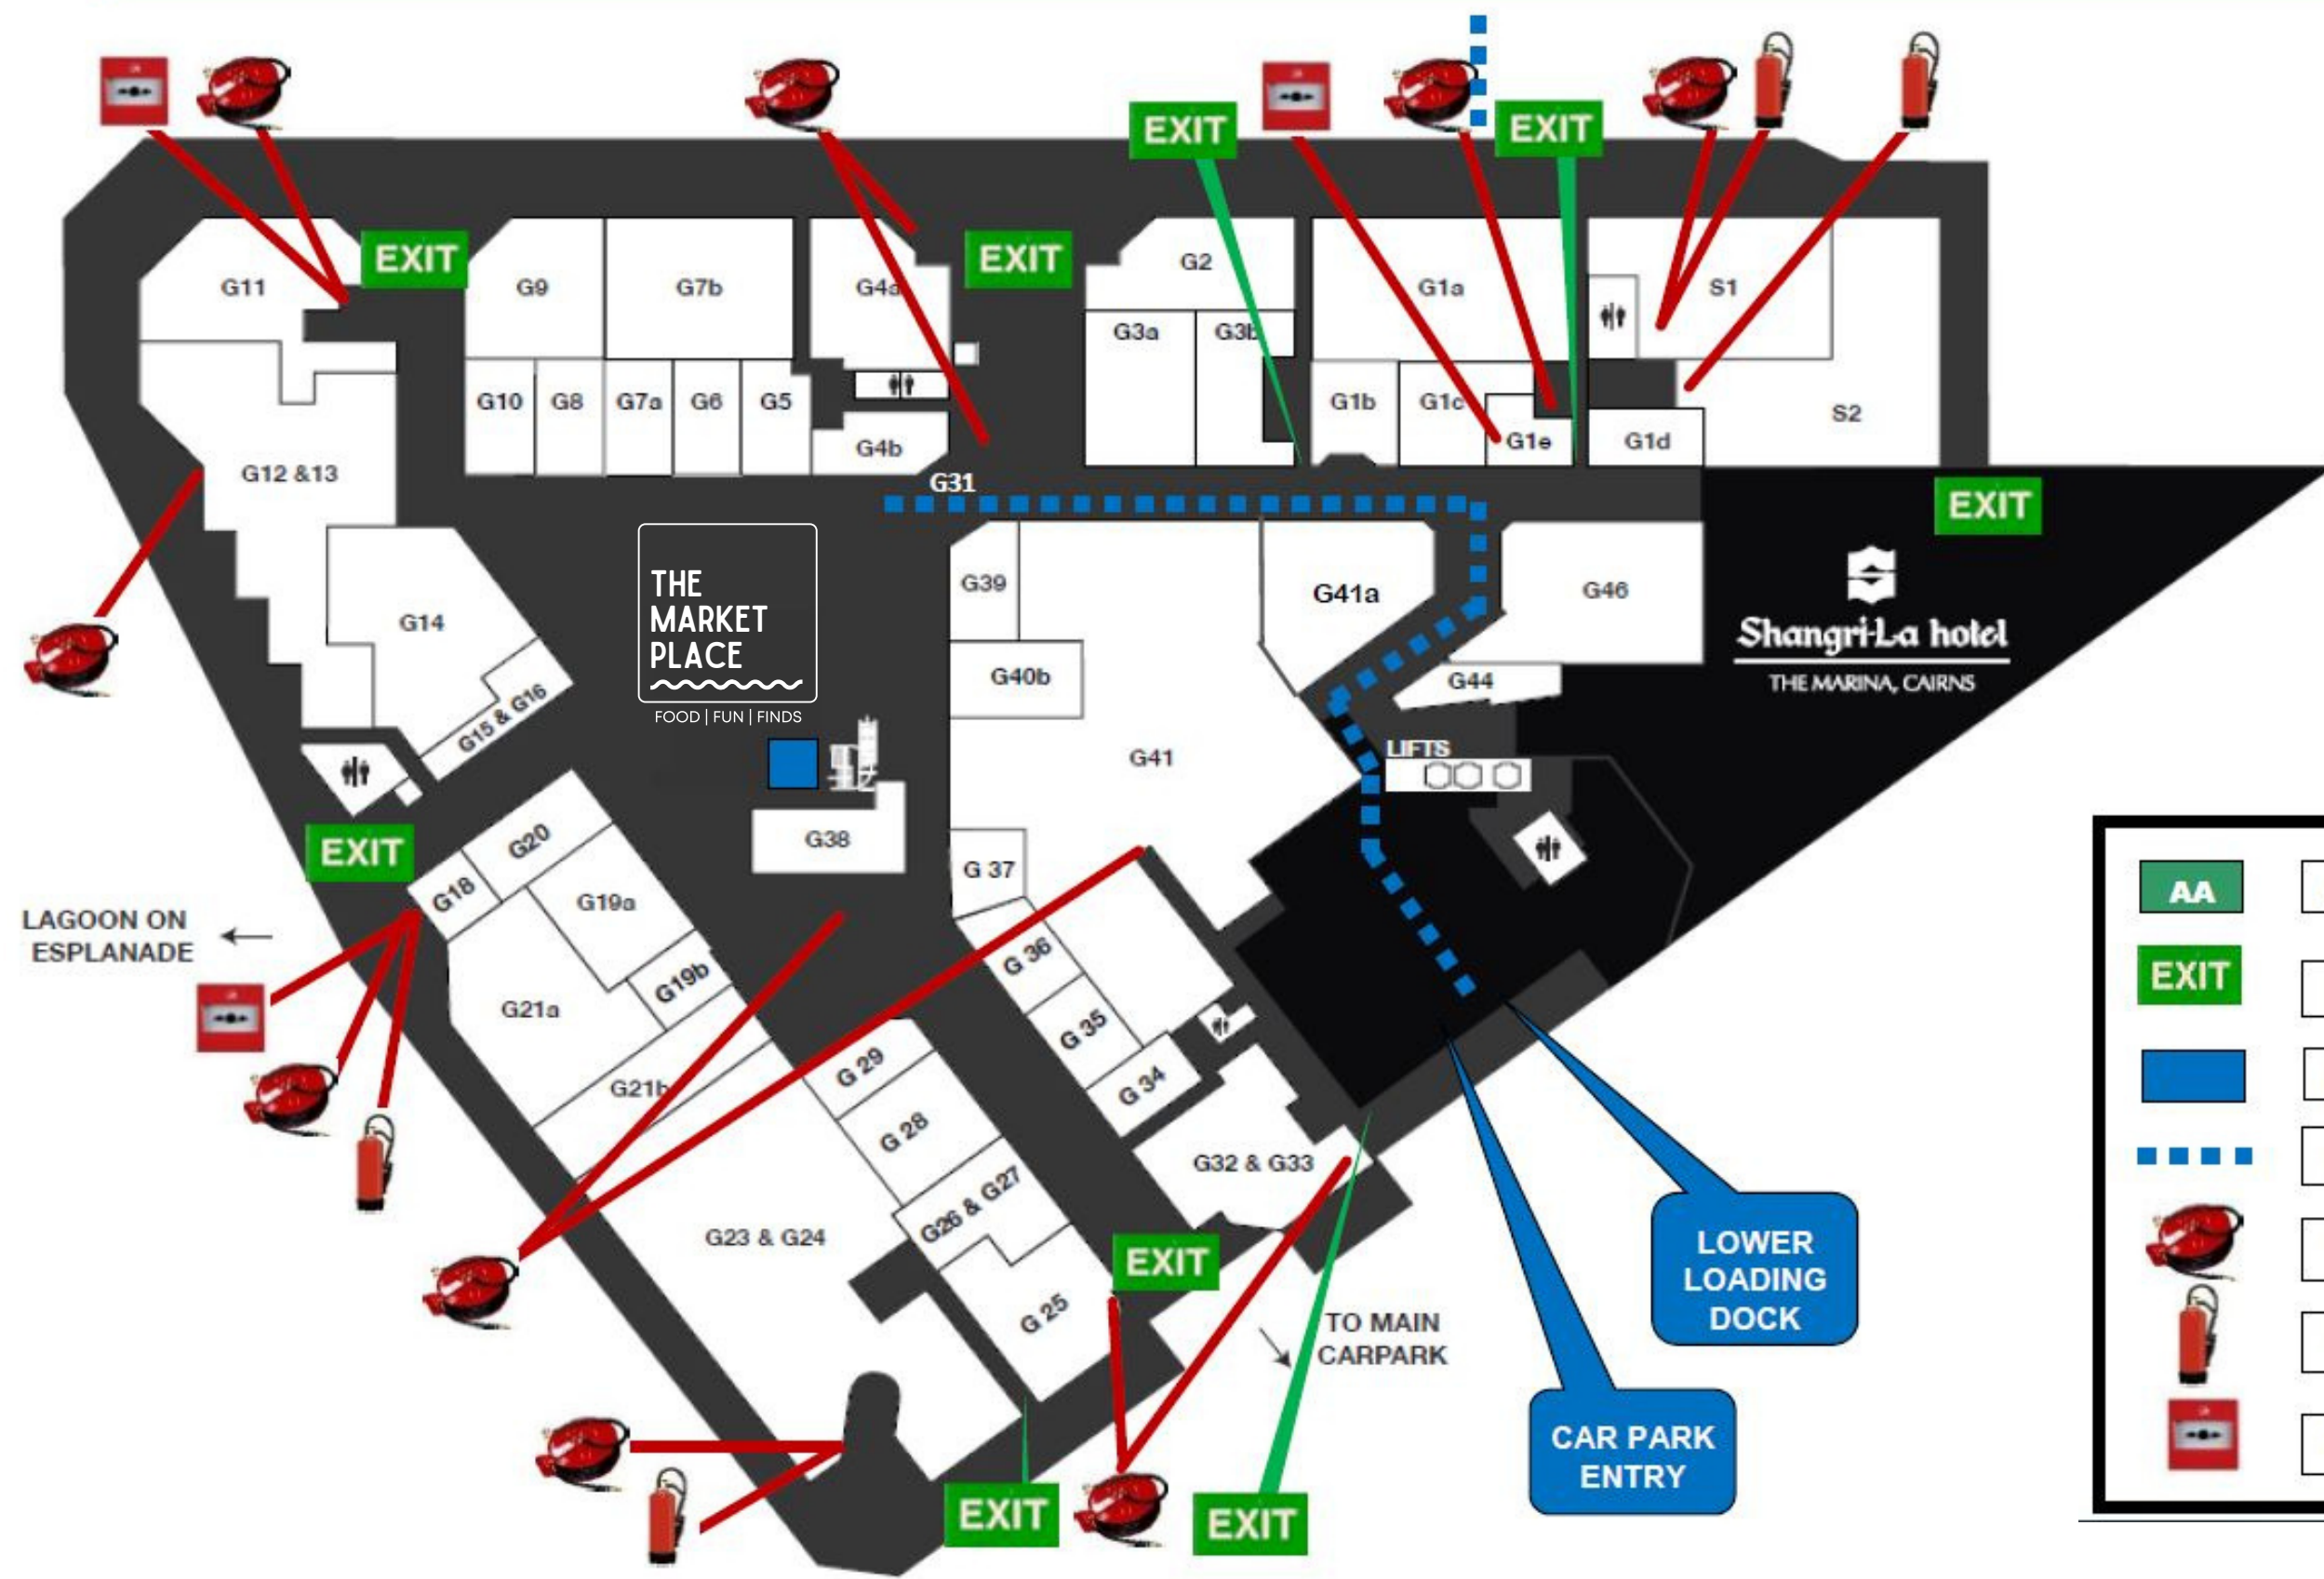 EXIT
EXIT
EXIT
EXIT
G11
G9
G7b
G4a
G2
G1a
S1
G3a
G3b
G10
G8
G7a
G6
G5
G4b
G1b
G1c
G1e
G1d
S2
G12 &13
G31
EXIT
THE
MARKET
PLACE
FOOD | FUN | FINDS
G14
G39
G41a
G46
Shangri-La hotel
THE MARINA, CAIRNS
G15 & G16
G40b
G44
G41
LIFTS
G38
EXIT
G20
G18
G 37
G19a
G 36
LAGOON ON
ESPLANADE
G19b
G21a
G 35
G 29
G21b
G 34
G 28
G32 & G33
G26 & G27
G23 & G24
EXIT
G 25
TO MAIN
CARPARK
LOWER
LOADING
DOCK
CAR PARK
ENTRY
EXIT
EXIT
AA
EXIT